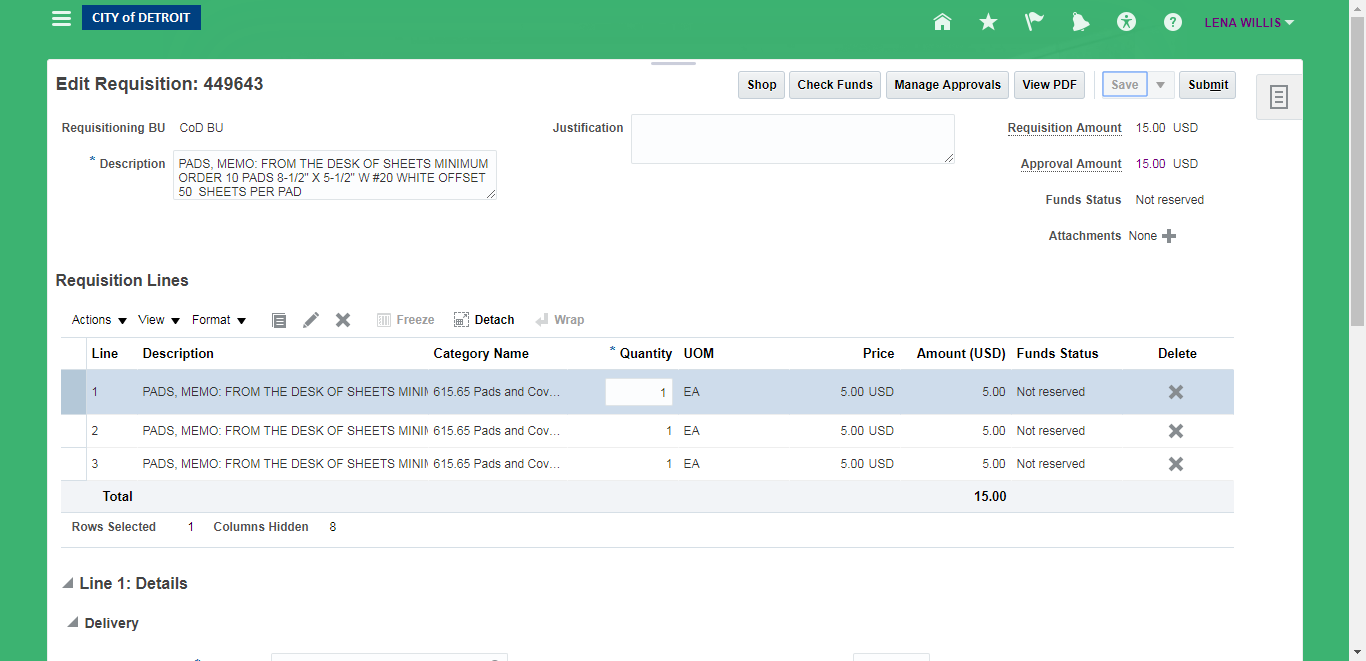 CITY of DETROIT
LENA WILLIS
Edit Requisition: 449643
Shop
Check Funds
Manage Approvals
View PDF
Save
Submit
Requisitioning BU CoD BU
Justification
Requisition Amount 15.00 USD
* Description
PADS, MEMO: FROM THE DESK OF SHEETS MINIMUM
ORDER 10 PADS 8-1/2" X 5-1/2" W #20 WHITE OFFSET
50 SHEETS PER PAD
Approval Amount 15.00 USD
Funds Status Not reserved
Attachments None
Requisition Lines
Actions View Format Freeze Detach Wrap
Line Description Category Name * Quantity UOM Price Amount (USD) Funds Status Delete
1 PADS, MEMO: FROM THE DESK OF SHEETS MINI 615.65 Pads and Cov... 1 EA 5.00 USD 5.00 Not reserved
2 PADS, MEMO: FROM THE DESK OF SHEETS MINI 615.65 Pads and Cov... 1 EA 5.00 USD 5.00 Not reserved
3 PADS, MEMO: FROM THE DESK OF SHEETS MINI 615.65 Pads and Cov... 1 EA 5.00 USD 5.00 Not reserved
Total 15.00
Rows Selected 1 Columns Hidden 8
Line 1: Details
Delivery